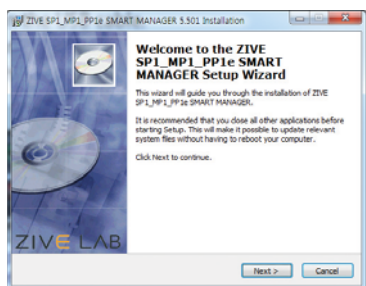 ZIVE SP1_MP1_PP1e SMART MANAGER 5.501 Installation
Welcome to the ZIVE
SP1_MP1_PP1e SMART
MANAGER Setup Wizard
This wizard will guide you through the installation of ZIVE
SP1_MP1_PP1e SMART MANAGER.
It is recommended that you close all other applications before
starting Setup. This will make it possible to update relevant
system files without having to reboot your computer.
Click Next to continue.
ZIVE LAB
Next >
Cancel